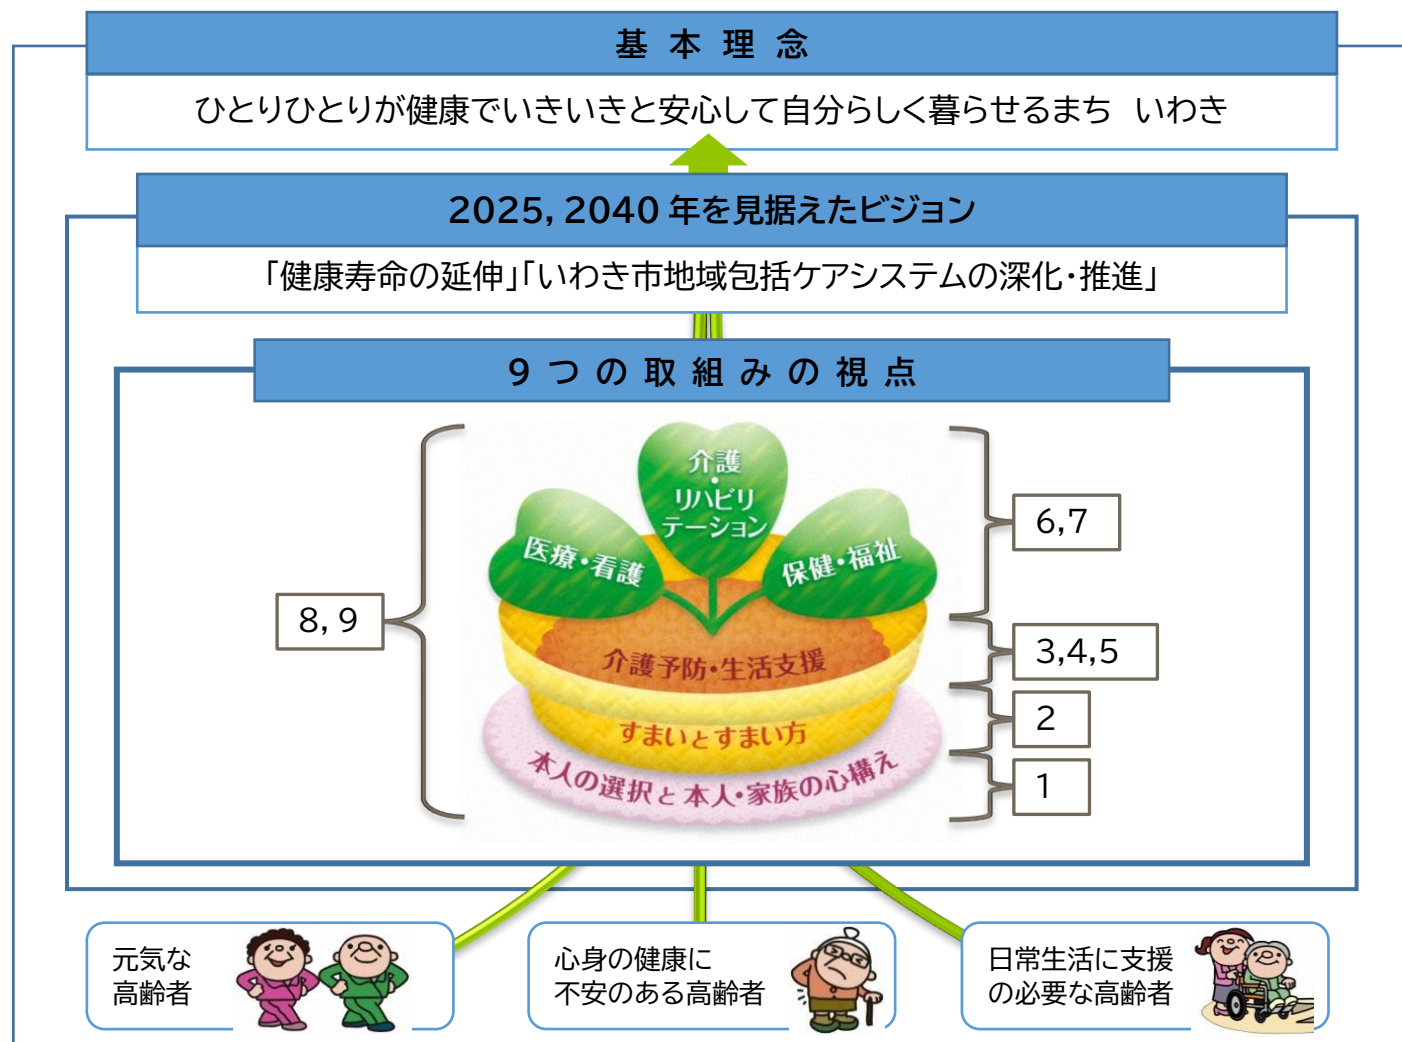 基本理念
ひとりひとりが健康でいきいきと安心して自分らしく暮らせるまち　いわき
2025，2040年を見据えたビジョン
「健康寿命の延伸」「いわき市地域包括ケアシステムの深化・推進」
9つの取組みの視点
介護
・
リハビリ
テーション
医療・看護
保健・福祉
介護予防・生活支援
すまいとすまい方
本人の選択と本人・家族の心構え
8，9
6,7
3,4,5
2
1
元気な
高齢者
心身の健康に
不安のある高齢者
日常生活に支援
の必要な高齢者